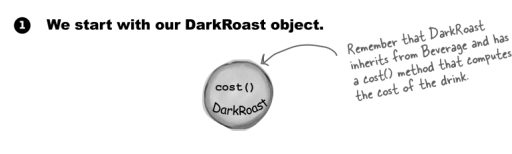 1 We start with our DarkRoast object.
Remember that DarkRoast
inherits from Beverage and has
a cost() method that computes
the cost of the drink.
cost()
DarkRoast